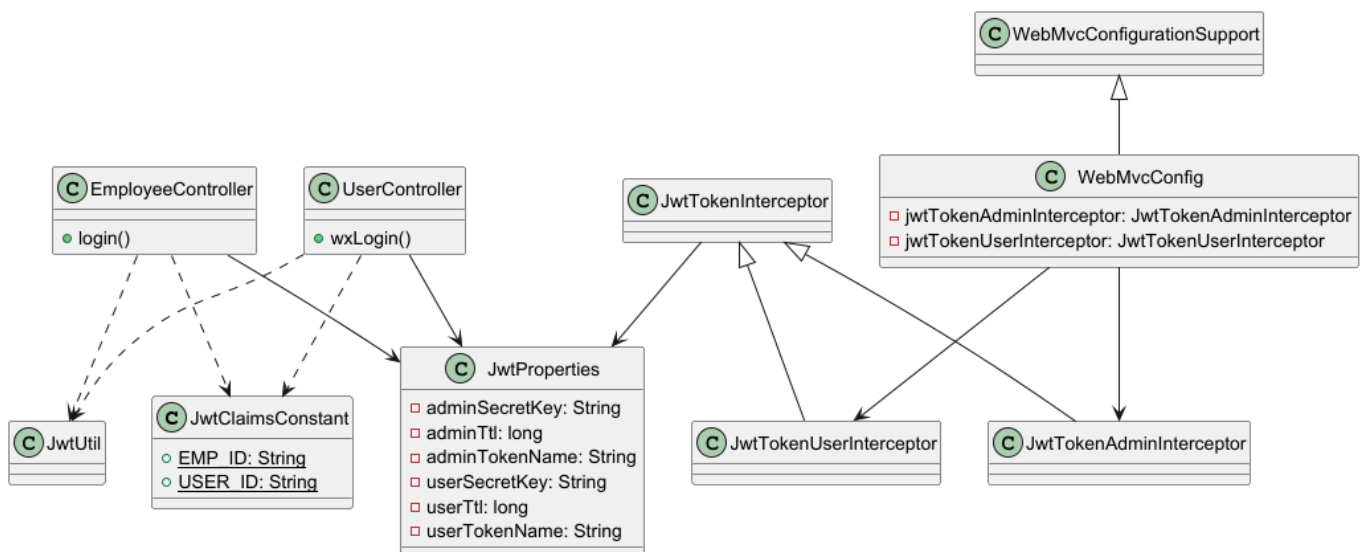 C WebMvcConfigurationSupport
C EmployeeController
login()
C UserController
wxLogin()
C JwtTokenInterceptor
C WebMvcConfig
jwtTokenAdminInterceptor: JwtTokenAdminInterceptor
jwtTokenUserInterceptor: JwtTokenUserInterceptor
C JwtUtil
C JwtClaimsConstant
EMP_ID: String
USER_ID: String
C JwtProperties
adminSecretKey: String
adminTtl: long
adminTokenName: String
userSecretKey: String
userTtl: long
userTokenName: String
C JwtTokenUserInterceptor
C JwtTokenAdminInterceptor